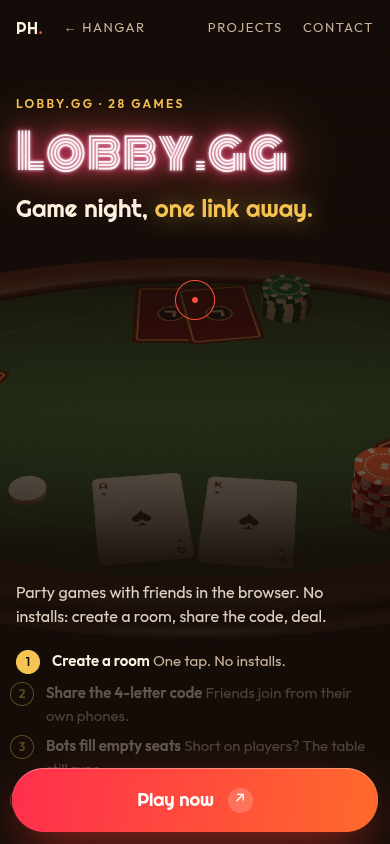 PH.
← HANGAR
PROJECTS
CONTACT
LOBBY.GG · 28 GAMES
LOBBY.GG
Game night, one link away.
Q
K
Party games with friends in the browser. No
installs: create a room, share the code, deal.
1 Create a room One tap. No installs.
2 Share the 4-letter code Friends join from their
own phones.
3 Bots fill empty seats Short on players? The table
still runs.
Play now ↗